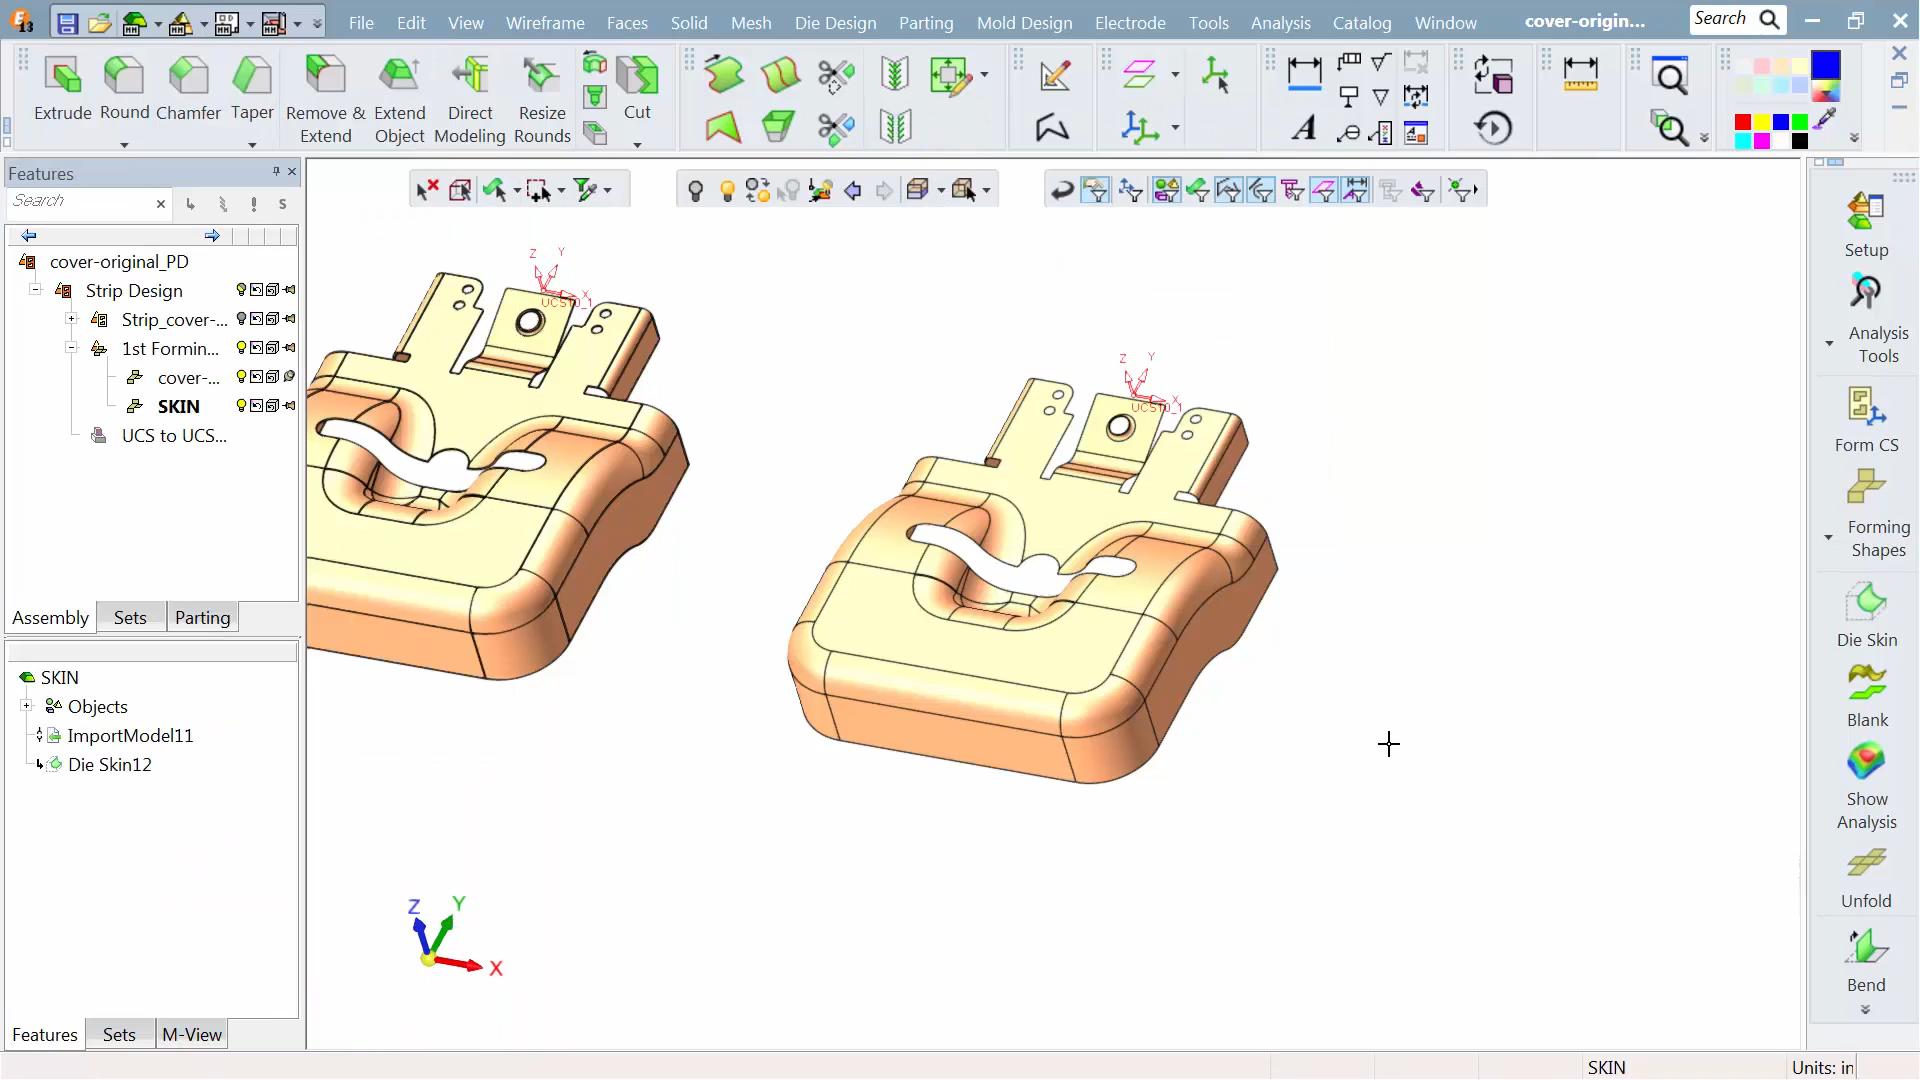 File Edit View Wireframe Faces Solid Mesh Die Design Parting Mold Design Electrode Tools Analysis Catalog Window cover-origin... Search
Extrude Round Chamfer Taper Remove & Extend Extend Object Direct Modeling Resize Rounds Cut
Features
Search
cover-original_PD
Strip Design
Strip_cover-...
1st Formin...
cover-...
SKIN
UCS to UCS...
Assembly Sets Parting
SKIN
Objects
ImportModel11
Die Skin12
Features Sets M-View
Z Y
X
UCS10_1
Z Y
X
UCS10_1
Z Y
X
Setup
Analysis Tools
Form CS
Forming Shapes
Die Skin
Blank
Show Analysis
Unfold
Bend
SKIN Units: in